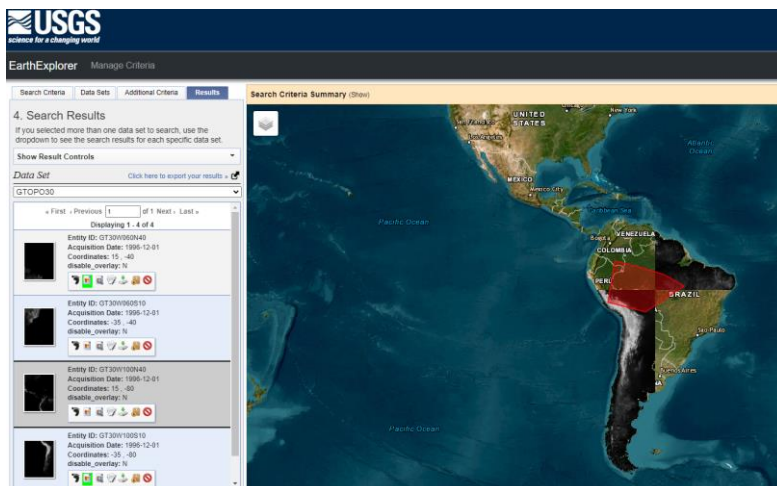 USGS
science for a changing world
EarthExplorer Manage Criteria
Search Criteria Data Sets Additional Criteria Results
4. Search Results
If you selected more than one data set to search, use the
dropdown to see the search results for each specific data set.
Show Result Controls
Data Set Click here to export your results »
GTOPO30
« First ‹ Previous 1 of 1 Next › Last »
Displaying 1 - 4 of 4
Entity ID: GT30W060N40
Acquisition Date: 1996-12-01
Coordinates: 15 , -40
disable_overlay: N
Entity ID: GT30W060S10
Acquisition Date: 1996-12-01
Coordinates: -35 , -40
disable_overlay: N
Entity ID: GT30W100N40
Acquisition Date: 1996-12-01
Coordinates: 15 , -80
disable_overlay: N
Entity ID: GT30W100S10
Acquisition Date: 1996-12-01
Coordinates: -35 , -80
disable_overlay: N
Search Criteria Summary (Show)
UNITED
STATES
New York
San Francisco
Los Angeles
Atlantic
Ocean
MEXICO
Mexico City
Caribbean Sea
Pacific Ocean
VENEZUELA
Bogota
COLOMBIA
PERU
BRAZIL
Sao Paulo
Buenos Aires
Pacific Ocean